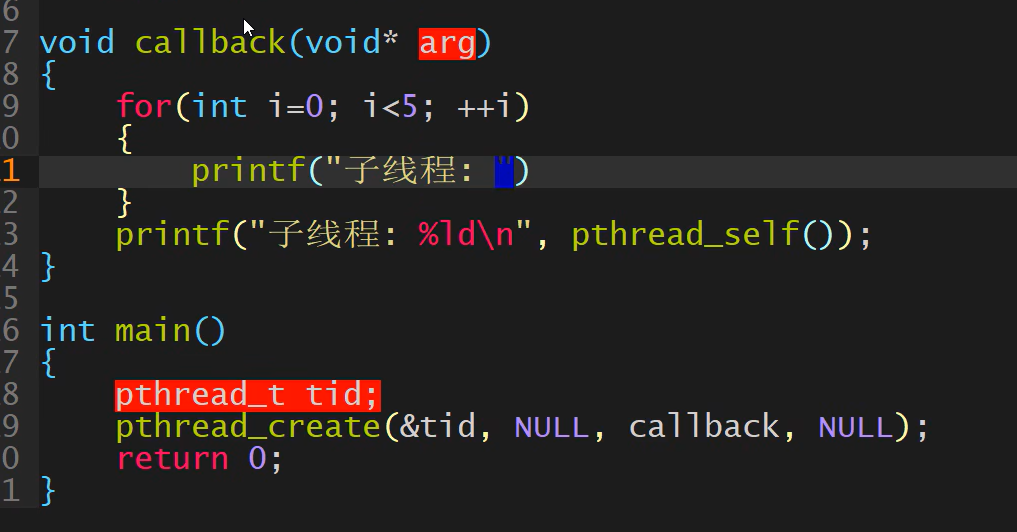 6
7 void callback(void* arg)
8 {
9     for(int i=0; i<5; ++i)
0     {
1         printf("子线程: ")
2     }
3     printf("子线程: %ld\n", pthread_self());
4 }
5
6 int main()
7 {
8     pthread_t tid;
9     pthread_create(&tid, NULL, callback, NULL);
0     return 0;
1 }